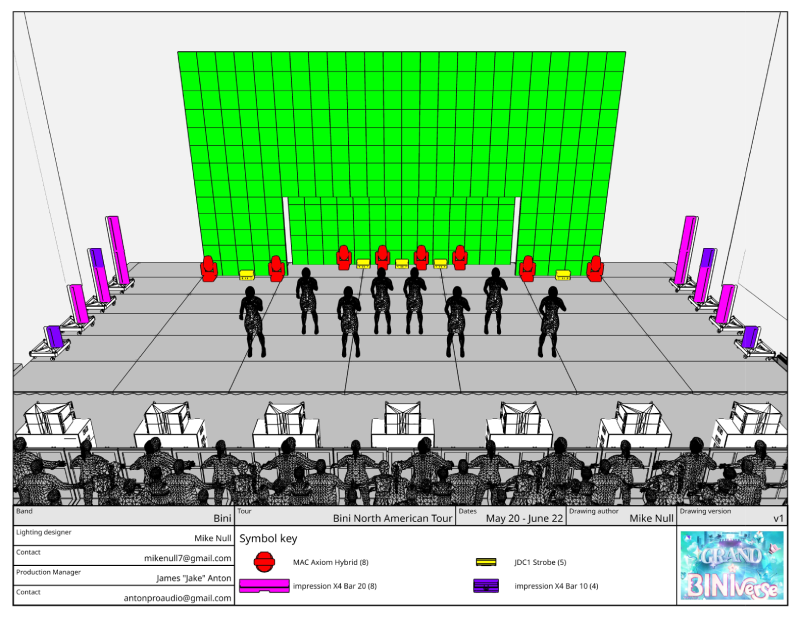 Band
Bini
Tour
Bini North American Tour
Dates
May 20 - June 22
Drawing author
Mike Null
Drawing version
v1
Lighting designer
Mike Null
Contact
mikenull7@gmail.com
Production Manager
James "Jake" Anton
Contact
antonproaudio@gmail.com
Symbol key
MAC Axiom Hybrid (8)
JDC1 Strobe (5)
impression X4 Bar 20 (8)
impression X4 Bar 10 (4)
GRAND
BINIverse